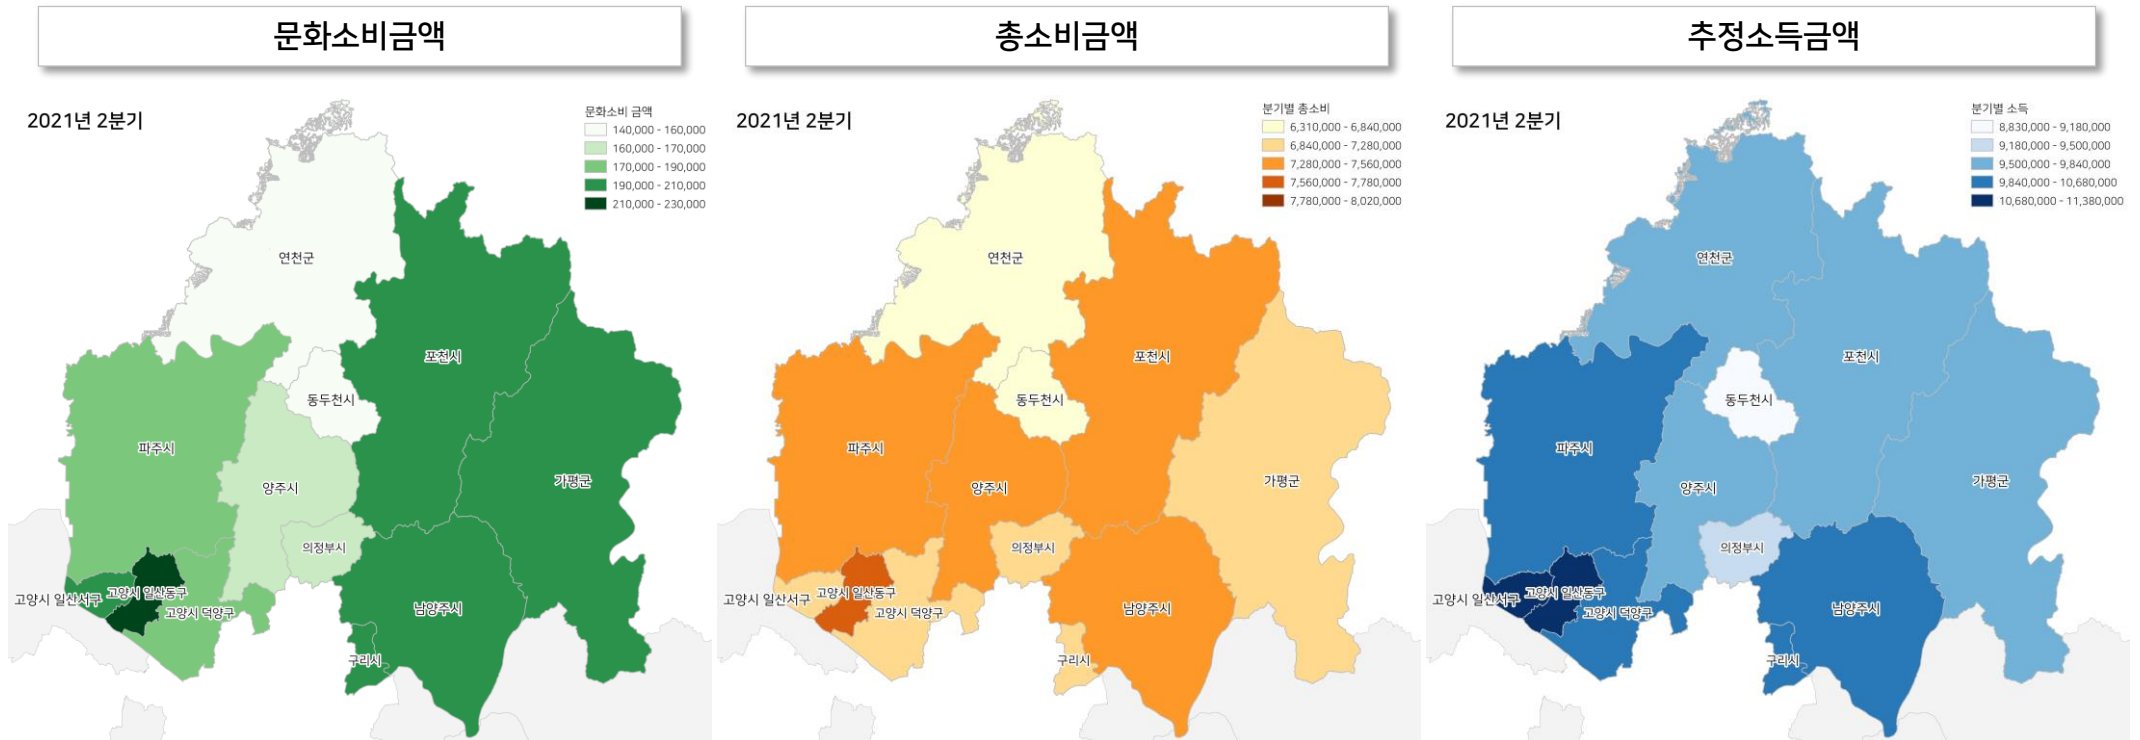 문화소비금액
2021년 2분기
문화소비 금액
140,000 - 160,000
160,000 - 170,000
170,000 - 190,000
190,000 - 210,000
210,000 - 230,000
연천군
포천시
동두천시
파주시
양주시
가평군
의정부시
고양시 일산서구
고양시 일산동구
고양시 덕양구
남양주시
구리시
총소비금액
2021년 2분기
분기별 총소비
6,310,000 - 6,840,000
6,840,000 - 7,280,000
7,280,000 - 7,560,000
7,560,000 - 7,780,000
7,780,000 - 8,020,000
연천군
포천시
동두천시
파주시
양주시
가평군
의정부시
고양시 일산서구
고양시 일산동구
고양시 덕양구
남양주시
구리시
추정소득금액
2021년 2분기
분기별 소득
8,830,000 - 9,180,000
9,180,000 - 9,500,000
9,500,000 - 9,840,000
9,840,000 - 10,680,000
10,680,000 - 11,380,000
연천군
포천시
동두천시
파주시
양주시
가평군
의정부시
고양시 일산서구
고양시 일산동구
고양시 덕양구
남양주시
구리시